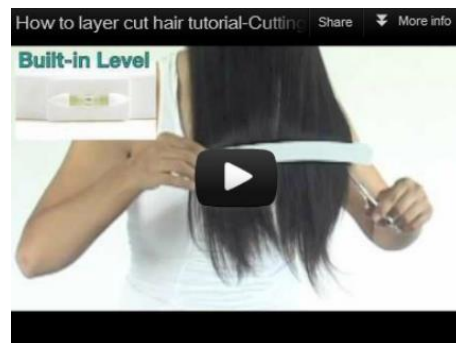 How to layer cut hair tutorial-Cutting
Share
More info
Built-in Level